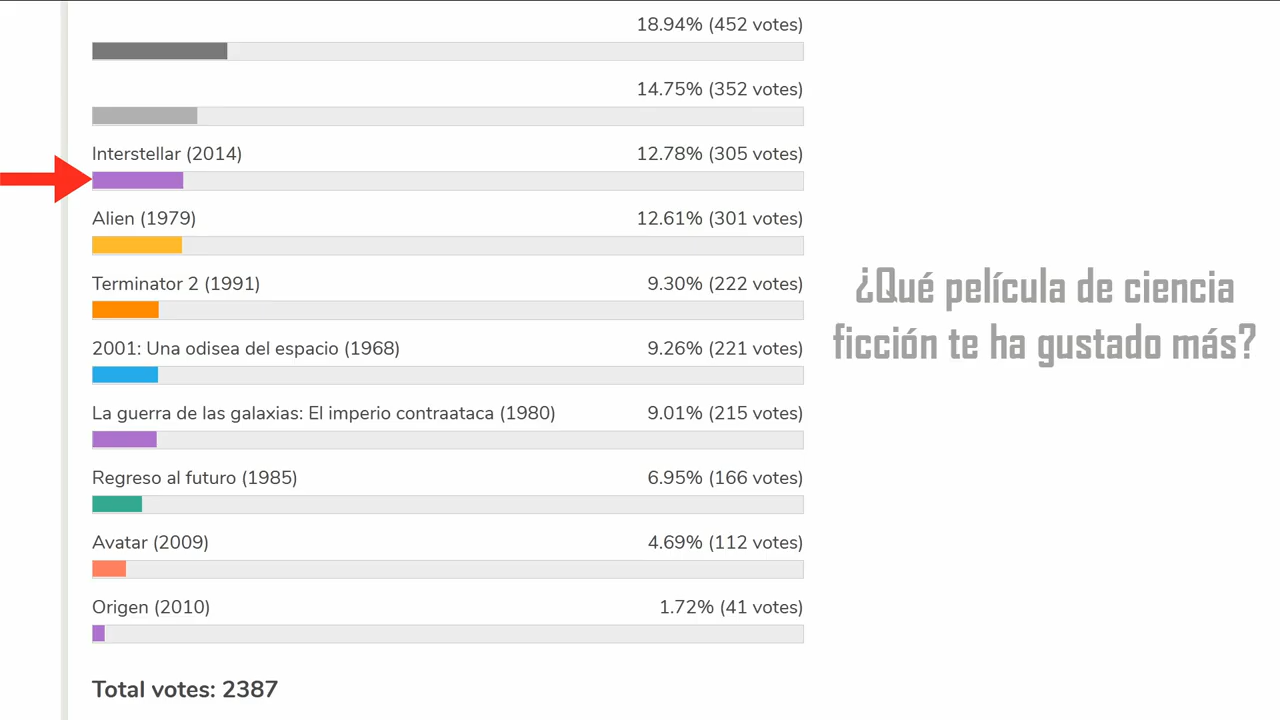 18.94% (452 votes)
14.75% (352 votes)
Interstellar (2014) 12.78% (305 votes)
Alien (1979) 12.61% (301 votes)
Terminator 2 (1991) 9.30% (222 votes)
2001: Una odisea del espacio (1968) 9.26% (221 votes)
La guerra de las galaxias: El imperio contraataca (1980) 9.01% (215 votes)
Regreso al futuro (1985) 6.95% (166 votes)
Avatar (2009) 4.69% (112 votes)
Origen (2010) 1.72% (41 votes)
Total votes: 2387
¿Qué película de ciencia
ficción te ha gustado más?